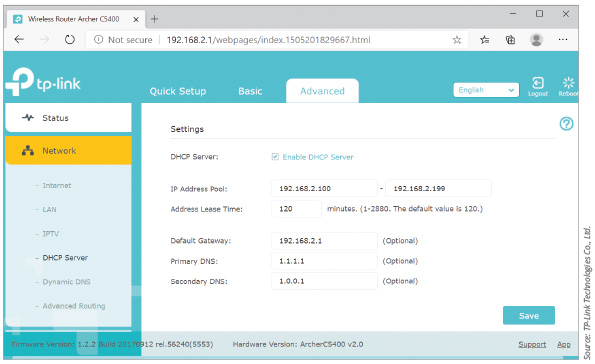 Wireless Router Archer C5400
Not secure | 192.168.2.1/webpages/index.1505201829667.html
tp-link
Quick Setup Basic Advanced
English Logout Reboot
Status
Network
- Internet
- LAN
- IPTV
- DHCP Server
- Dynamic DNS
- Advanced Routing
Settings
DHCP Server: Enable DHCP Server
IP Address Pool: 192.168.2.100 - 192.168.2.199
Address Lease Time: 120 minutes. (1-2880. The default value is 120.)
Default Gateway: 192.168.2.1 (Optional)
Primary DNS: 1.1.1.1 (Optional)
Secondary DNS: 1.0.0.1 (Optional)
Save
Firmware Version: 1.2.2 Build 20170912 rel.56240(5553) Hardware Version: ArcherC5400 v2.0 Support App
Source: TP-Link Technologies Co., Ltd.